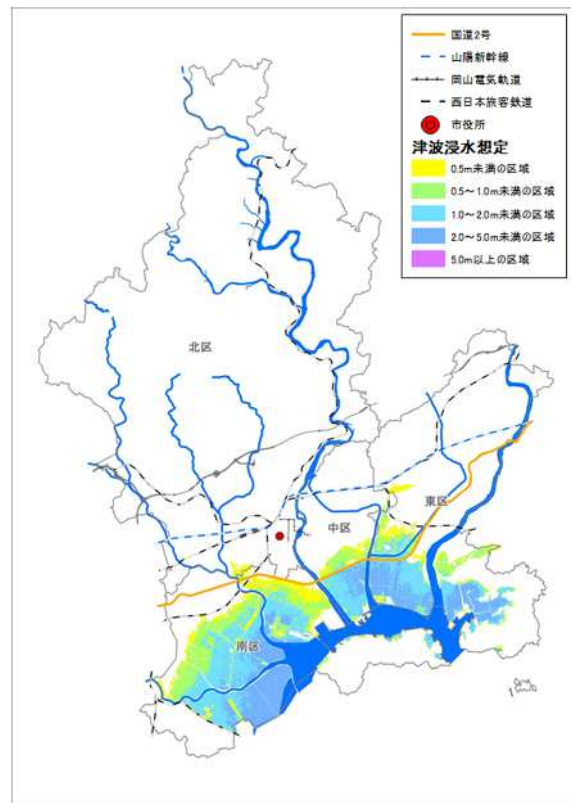 国道2号
山陽新幹線
岡山電気軌道
西日本旅客鉄道
市役所
津波浸水想定
0.5m未満の区域
0.5～1.0m未満の区域
1.0～2.0m未満の区域
2.0～5.0m未満の区域
5.0m以上の区域
北区
東区
中区
南区